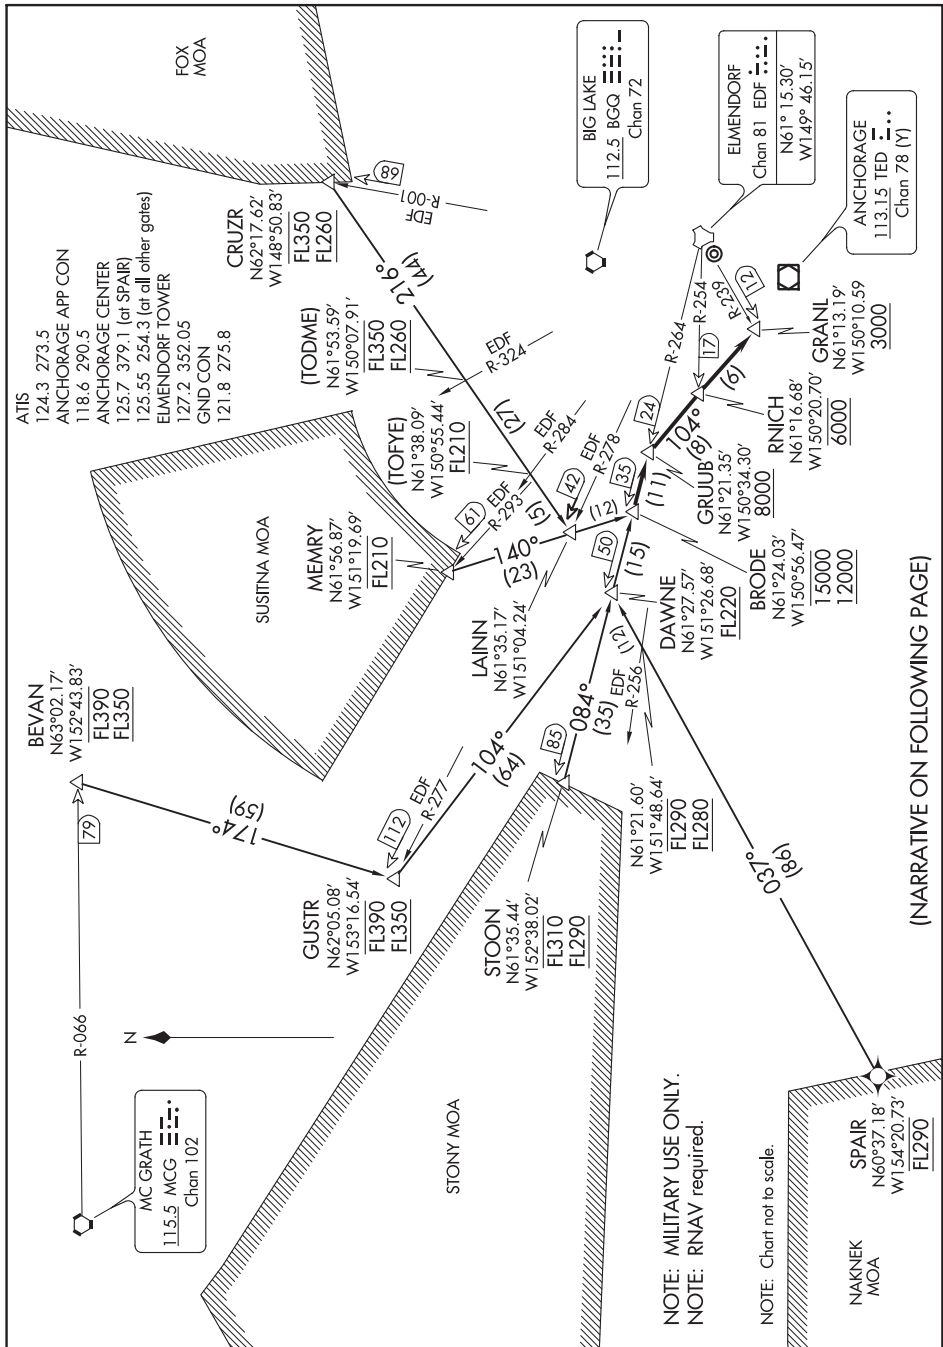 ATIS
124.3 273.5
ANCHORAGE APP CON
118.6 290.5
ANCHORAGE CENTER
125.7 379.1 (at SPAIR)
125.55 254.3 (at all other gates)
ELMENDORF TOWER
127.2 352.05
GND CON
121.8 275.8
FOX
MOA
CRUZR
N62°17.62′
W148°50.83′
FL350
FL260
68
EDF
R-001
216°
(44)
(TODME)
N61°53.59′
W150°07.91′
FL350
FL260
EDF
R-324
(27)
(TOFYE)
N61°38.09′
W150°55.44′
FL210
EDF
R-284
(5)
BIG LAKE
112.5 BGQ
Chan 72
ELMENDORF
Chan 81 EDF
N61° 15.30′
W149° 46.15′
ANCHORAGE
113.15 TED
Chan 78 (Y)
SUSITNA MOA
MEMRY
N61°56.87′
W151°19.69′
FL210
61
EDF
R-293
140°
(23)
LAINN
N61°35.17′
W151°04.24′
42
EDF
R-278
(12)
35
(11)
24
R-264
104°
(8)
17
R-254
(6)
12
R-239
GRANL
N61°13.19′
W150°10.59
3000
RNICH
N61°16.68′
W150°20.70′
6000
GRUUB
N61°21.35′
W150°34.30′
8000
BRODE
N61°24.03′
W150°56.47′
15000
12000
50
(15)
DAWNE
N61°27.57′
W151°26.68′
FL220
(12)
EDF
R-256
N61°21.60′
W151°48.64′
FL290
FL280
BEVAN
N63°02.17′
W152°43.83′
FL390
FL350
79
R-066
174°
(59)
GUSTR
N62°05.08′
W153°16.54′
FL390
FL350
112
EDF
R-277
104°
(64)
STOON
N61°35.44′
W152°38.02′
FL310
FL290
85
084°
(35)
037°
(86)
SPAIR
N60°37.18′
W154°20.73′
FL290
MC GRATH
115.5 MCG
Chan 102
N
STONY MOA
NAKNEK
MOA
NOTE: MILITARY USE ONLY.
NOTE: RNAV required.
NOTE: Chart not to scale.
(NARRATIVE ON FOLLOWING PAGE)